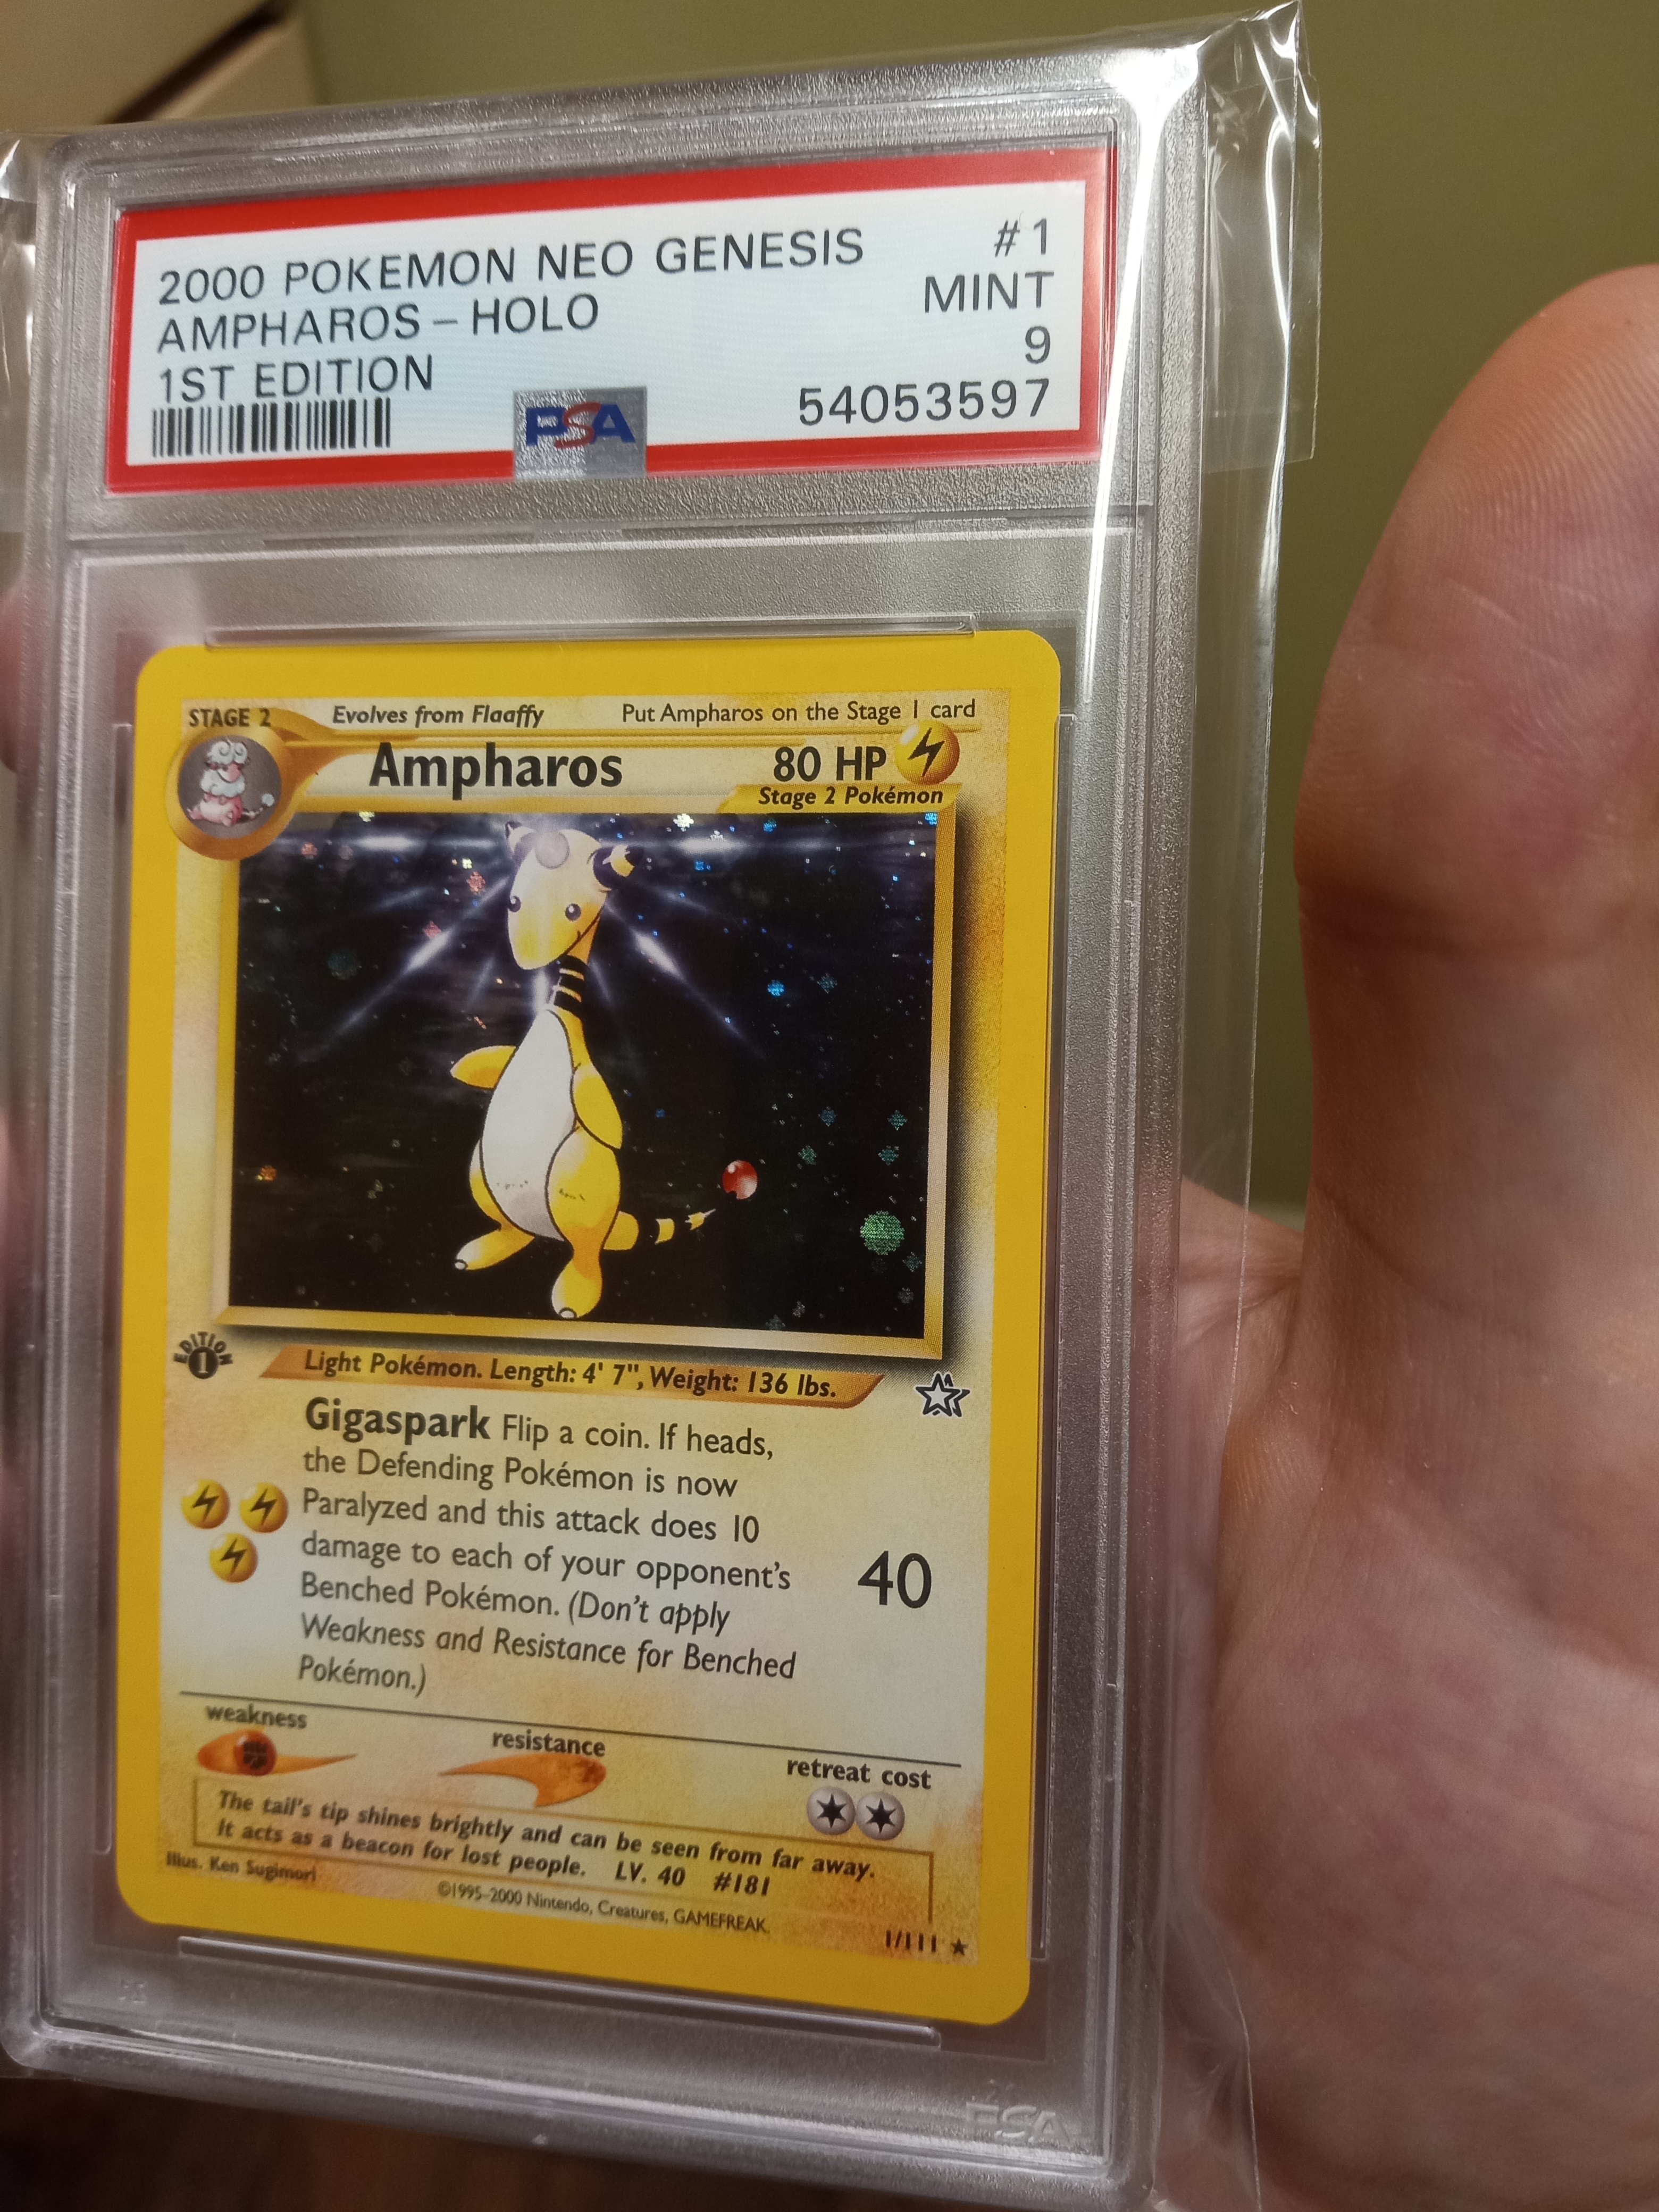 2000 POKEMON NEO GENESIS #1
AMPHAROS - HOLO MINT
1ST EDITION 9
PSA 54053597
STAGE 2 Evolves from Flaaffy Put Ampharos on the Stage 1 card
Ampharos 80 HP
Stage 2 Pokémon
EDITION
1
Light Pokémon. Length: 4' 7", Weight: 136 lbs.
Gigaspark Flip a coin. If heads,
the Defending Pokémon is now
Paralyzed and this attack does 10
damage to each of your opponent's
Benched Pokémon. (Don't apply
Weakness and Resistance for Benched
Pokémon.)
40
weakness
resistance
retreat cost
The tail's tip shines brightly and can be seen from far away.
It acts as a beacon for lost people. LV. 40 #181
Illus. Ken Sugimori
©1995-2000 Nintendo, Creatures, GAMEFREAK.
1/111 ★
PSA